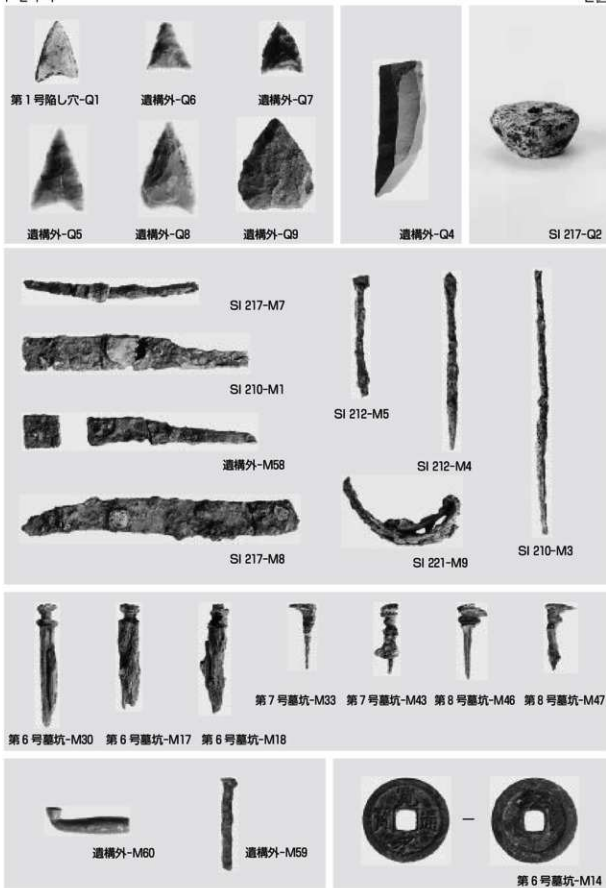 第1号陥し穴-Q1
遺構外-Q6
遺構外-Q7
遺構外-Q5
遺構外-Q8
遺構外-Q9
遺構外-Q4
SI 217-Q2
SI 217-M7
SI 210-M1
遺構外-M58
SI 217-M8
SI 212-M5
SI 212-M4
SI 221-M9
SI 210-M3
第6号墓坑-M30
第6号墓坑-M17
第6号墓坑-M18
第7号墓坑-M33
第7号墓坑-M43
第8号墓坑-M46
第8号墓坑-M47
遺構外-M60
遺構外-M59
第6号墓坑-M14